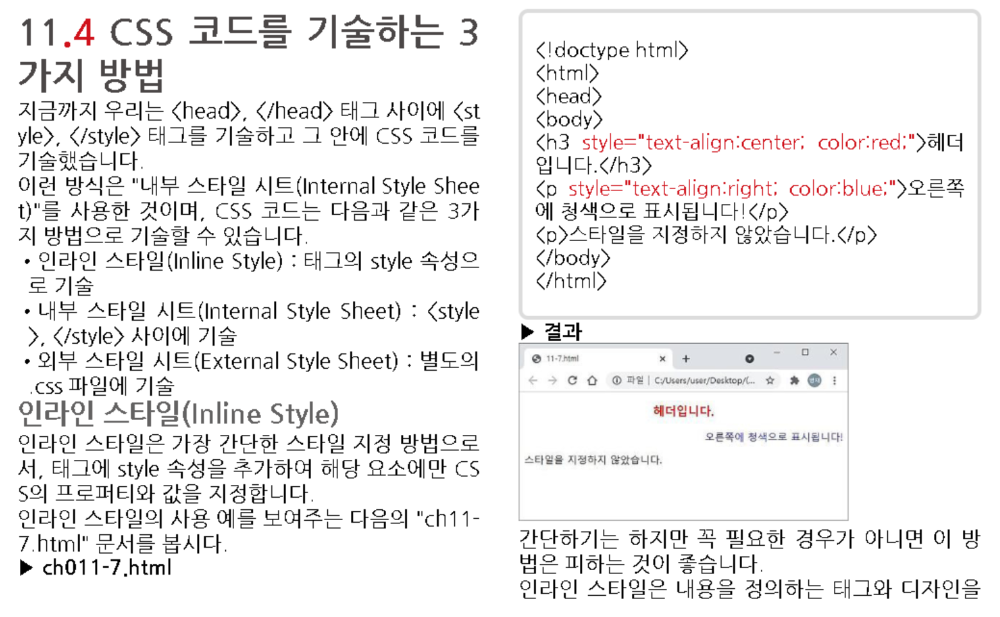 11.4 CSS 코드를 기술하는 3
가지 방법
지금까지 우리는 <head>, </head> 태그 사이에 <st
yle>, </style> 태그를 기술하고 그 안에 CSS 코드를
기술했습니다.
이런 방식은 "내부 스타일 시트(Internal Style Shee
t)"를 사용한 것이며, CSS 코드는 다음과 같은 3가
지 방법으로 기술할 수 있습니다.
• 인라인 스타일(Inline Style) : 태그의 style 속성으
로 기술
• 내부 스타일 시트(Internal Style Sheet) : <style
>, </style> 사이에 기술
• 외부 스타일 시트(External Style Sheet) : 별도의
.css 파일에 기술
인라인 스타일(Inline Style)
인라인 스타일은 가장 간단한 스타일 지정 방법으로
서, 태그에 style 속성을 추가하여 해당 요소에만 CS
S의 프로퍼티와 값을 지정합니다.
인라인 스타일의 사용 예를 보여주는 다음의 "ch11-
7.html" 문서를 봅시다.
▶ ch011-7.html
<!doctype html>
<html>
<head>
<body>
<h3 style="text-align:center; color:red;">헤더
입니다.</h3>
<p style="text-align:right; color:blue;">오른쪽
에 청색으로 표시됩니다!</p>
<p>스타일을 지정하지 않았습니다.</p>
</body>
</html>
▶ 결과
11-7.html
파일 | C:/Users/user/Desktop/(...
헤더입니다.
오른쪽에 청색으로 표시됩니다!
스타일을 지정하지 않았습니다.
간단하기는 하지만 꼭 필요한 경우가 아니면 이 방
법은 피하는 것이 좋습니다.
인라인 스타일은 내용을 정의하는 태그와 디자인을